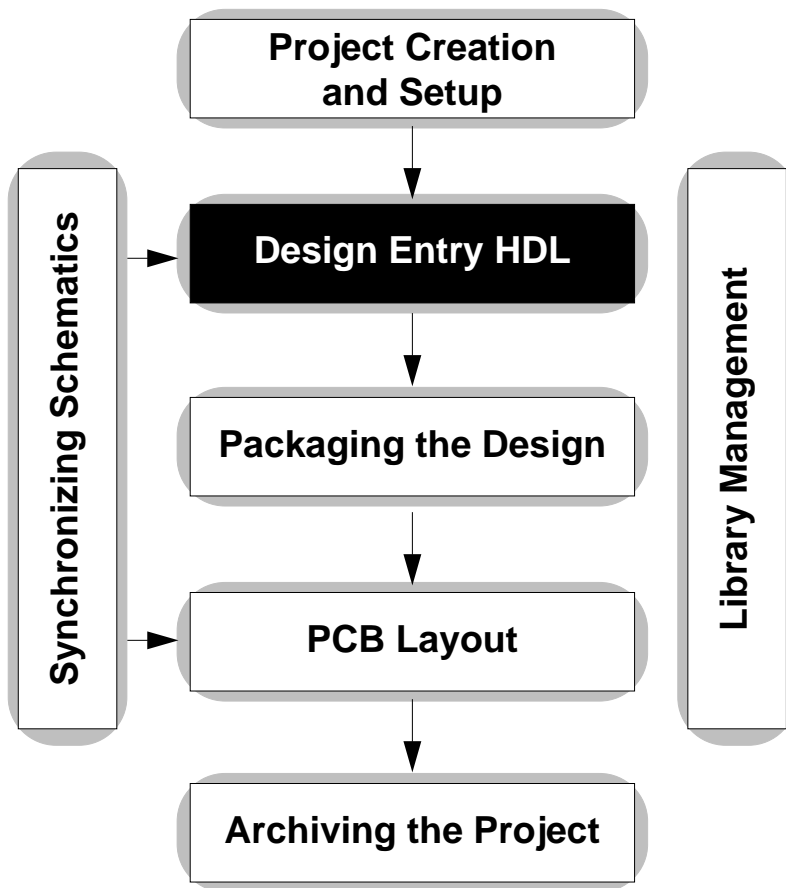 Project Creation
and Setup
Synchronizing Schematics
Design Entry HDL
Library Management
Packaging the Design
PCB Layout
Archiving the Project